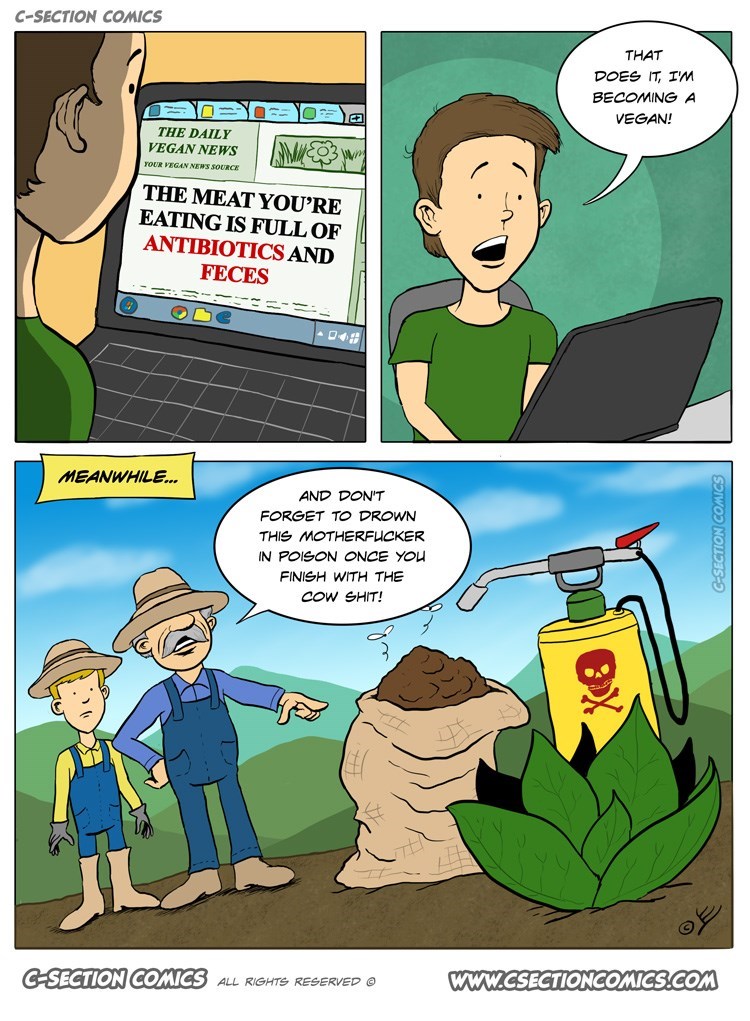 C-SECTION COMICS
THE DAILY
VEGAN NEWS
YOUR VEGAN NEWS SOURCE
THE MEAT YOU'RE
EATING IS FULL OF
ANTIBIOTICS AND
FECES
THAT
DOES IT, I'M
BECOMING A
VEGAN!
MEANWHILE...
AND DON'T
FORGET TO DROWN
THIS MOTHERFUCKER
IN POISON ONCE YOU
FINISH WITH THE
COW SHIT!
C-SECTION COMICS
©
C-SECTION COMICS ALL RIGHTS RESERVED ©
WWW.CSECTIONCOMICS.COM